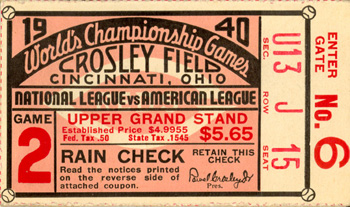 19 40
World's Championship Games
CROSLEY FIELD
CINCINNATI, OHIO
NATIONAL LEAGUE vs AMERICAN LEAGUE
GAME
2
UPPER GRAND STAND
Established Price $4.9955
Fed. Tax .50 State Tax .1545
$5.65
RAIN CHECK
RETAIN THIS CHECK
Read the notices printed
on the reverse side of
attached coupon.
Powel Crosley Jr
Pres.
SEC. U13
ROW J
SEAT 15
ENTER GATE
No. 6